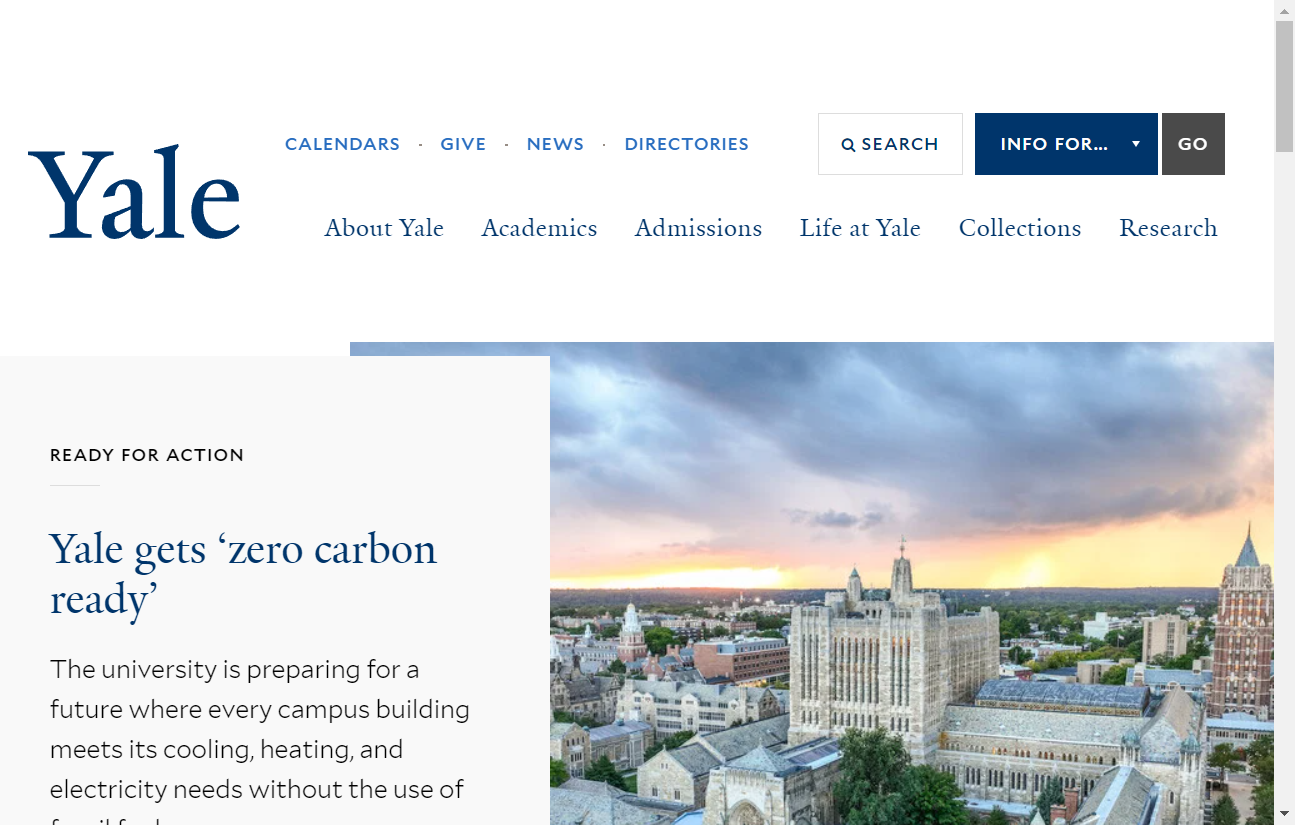 Yale
CALENDARS · GIVE · NEWS · DIRECTORIES
SEARCH
INFO FOR...
GO
About Yale Academics Admissions Life at Yale Collections Research
READY FOR ACTION
Yale gets ‘zero carbon
ready’
The university is preparing for a
future where every campus building
meets its cooling, heating, and
electricity needs without the use of